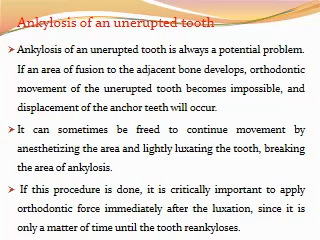 Ankylosis of an unerupted tooth
➢ Ankylosis of an unerupted tooth is always a potential problem.
If an area of fusion to the adjacent bone develops, orthodontic
movement of the unerupted tooth becomes impossible, and
displacement of the anchor teeth will occur.
➢ It can sometimes be freed to continue movement by
anesthetizing the area and lightly luxating the tooth, breaking
the area of ankylosis.
➢ If this procedure is done, it is critically important to apply
orthodontic force immediately after the luxation, since it is
only a matter of time until the tooth reankyloses.